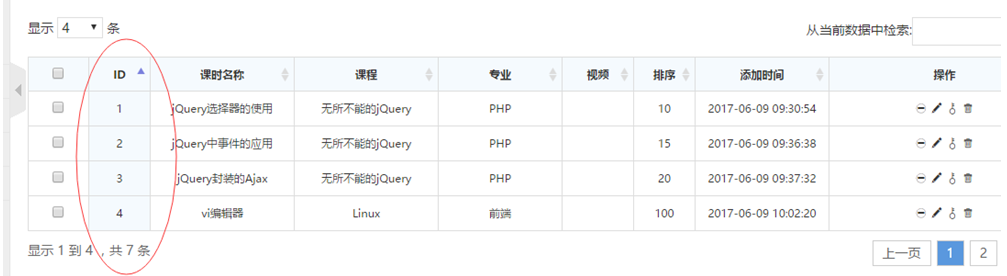 显示 4 条
从当前数据中检索:
ID 课时名称 课程 专业 视频 排序 添加时间 操作
1 jQuery选择器的使用 无所不能的jQuery PHP 10 2017-06-09 09:30:54
2 jQuery中事件的应用 无所不能的jQuery PHP 15 2017-06-09 09:36:38
3 jQuery封装的Ajax 无所不能的jQuery PHP 20 2017-06-09 09:37:32
4 vi编辑器 Linux 前端 100 2017-06-09 10:02:20
显示 1 到 4 ，共 7 条
上一页 1 2